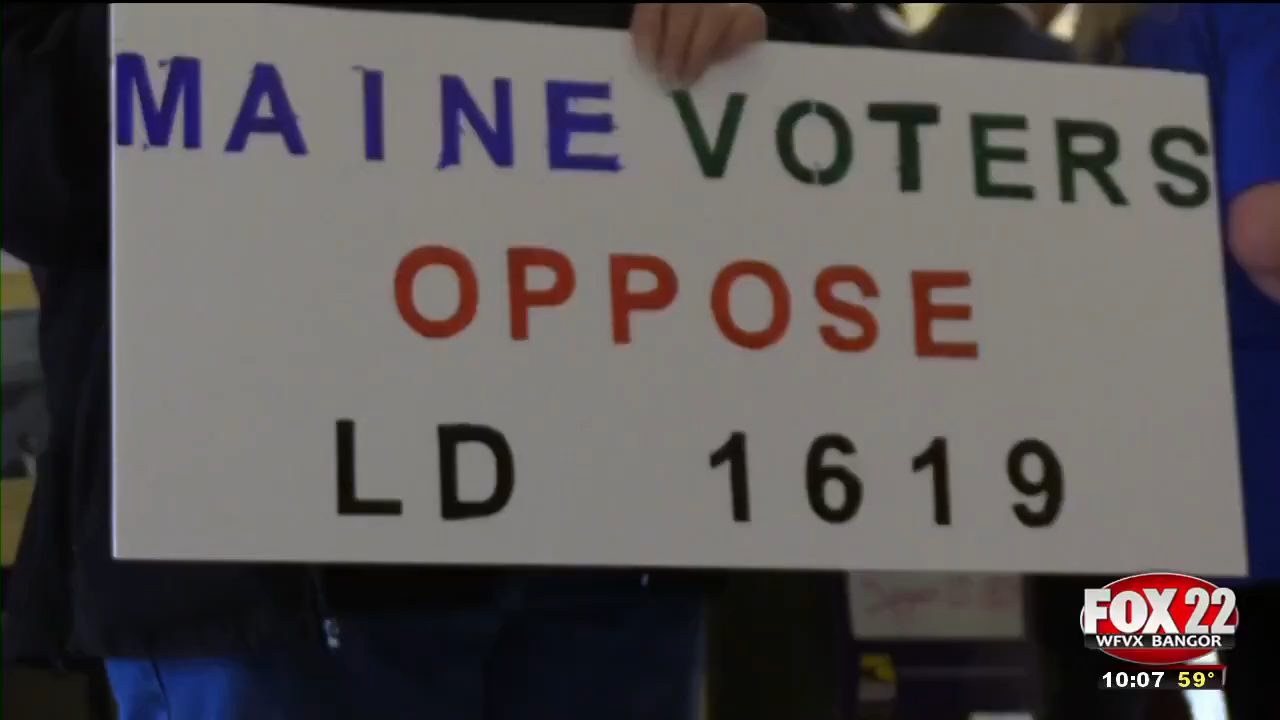 MAINE VOTERS
OPPOSE
LD 1619
FOX 22
WFVX BANGOR
10:07 59°